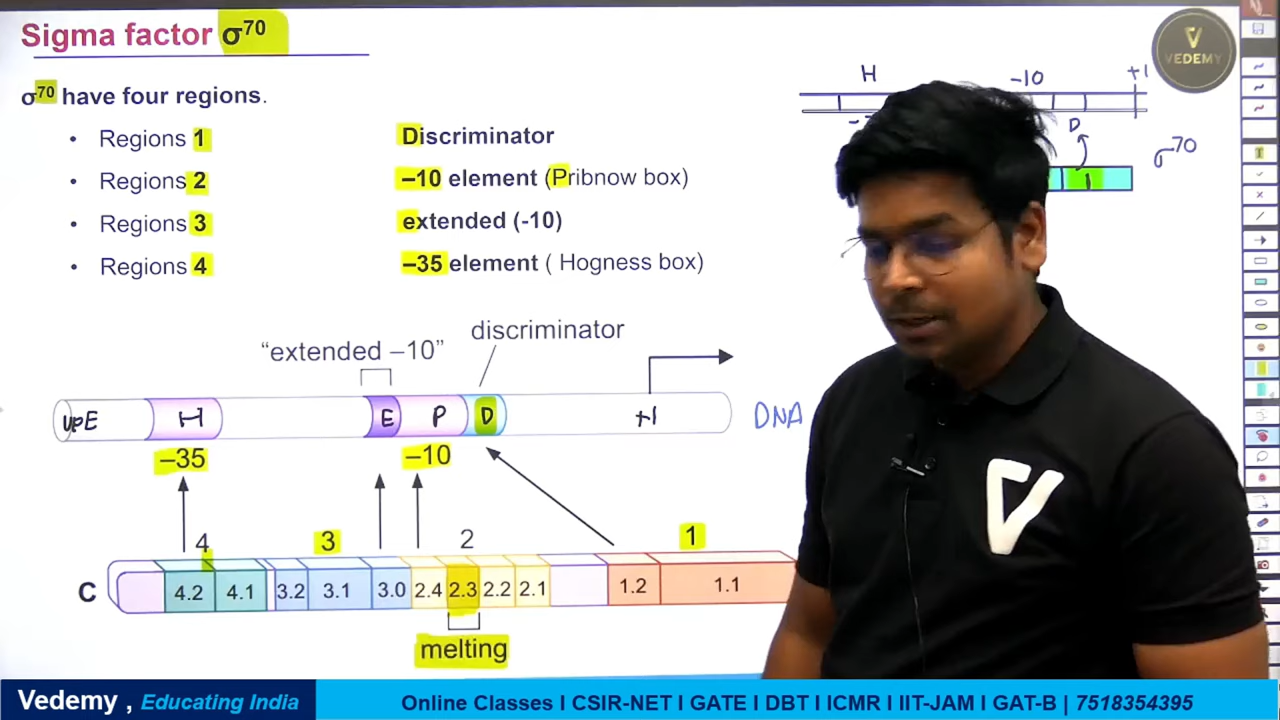 Sigma factor σ⁷⁰
σ⁷⁰ have four regions.
• Regions 1 Discriminator
• Regions 2 –10 element (Pribnow box)
• Regions 3 extended (-10)
• Regions 4 –35 element ( Hogness box)
H -10 +1
D
σ⁷⁰
1
VEDEMY
"extended –10" discriminator
UPE H E P D +1 DNA
–35 –10
4 3 2 1
C 4.2 4.1 3.2 3.1 3.0 2.4 2.3 2.2 2.1 1.2 1.1
melting
Vedemy , Educating India Online Classes I CSIR-NET I GATE I DBT I ICMR I IIT-JAM I GAT-B | 7518354395